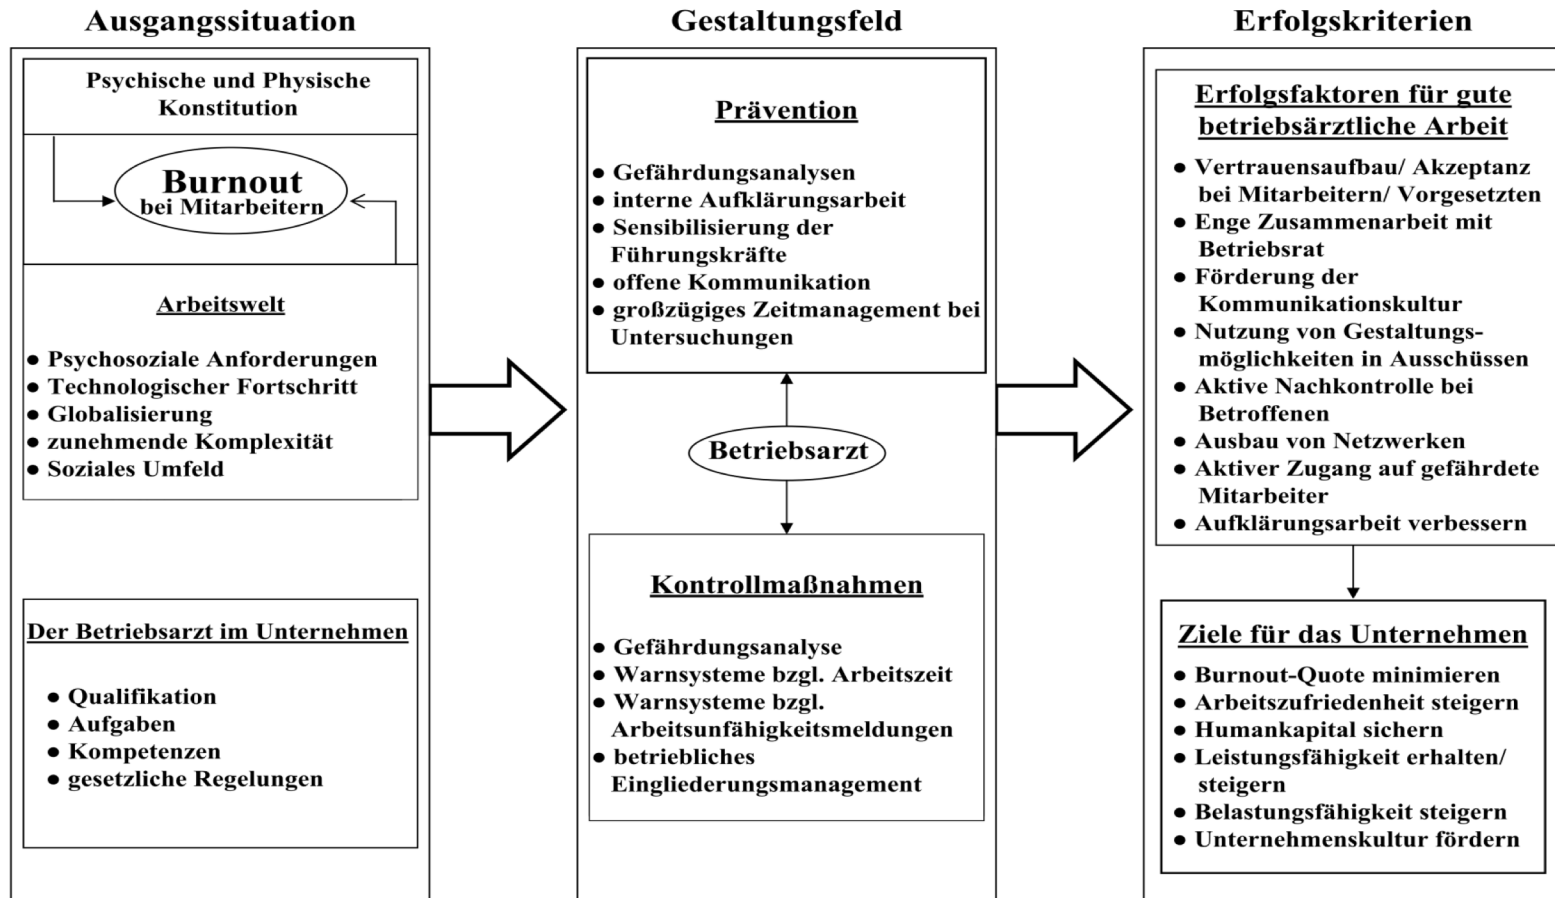 Ausgangssituation
Psychische und Physische
Konstitution
Burnout
bei Mitarbeitern
Arbeitswelt
● Psychosoziale Anforderungen
● Technologischer Fortschritt
● Globalisierung
● zunehmende Komplexität
● Soziales Umfeld
Der Betriebsarzt im Unternehmen
● Qualifikation
● Aufgaben
● Kompetenzen
● gesetzliche Regelungen
Gestaltungsfeld
Prävention
● Gefährdungsanalysen
● interne Aufklärungsarbeit
● Sensibilisierung der
Führungskräfte
● offene Kommunikation
● großzügiges Zeitmanagement bei
Untersuchungen
Betriebsarzt
Kontrollmaßnahmen
● Gefährdungsanalyse
● Warnsysteme bzgl. Arbeitszeit
● Warnsysteme bzgl.
Arbeitsunfähigkeitsmeldungen
● betriebliches
Eingliederungsmanagement
Erfolgskriterien
Erfolgsfaktoren für gute
betriebsärztliche Arbeit
● Vertrauensaufbau/ Akzeptanz
bei Mitarbeitern/ Vorgesetzten
● Enge Zusammenarbeit mit
Betriebsrat
● Förderung der
Kommunikationskultur
● Nutzung von Gestaltungs-
möglichkeiten in Ausschüssen
● Aktive Nachkontrolle bei
Betroffenen
● Ausbau von Netzwerken
● Aktiver Zugang auf gefährdete
Mitarbeiter
● Aufklärungsarbeit verbessern
Ziele für das Unternehmen
● Burnout-Quote minimieren
● Arbeitszufriedenheit steigern
● Humankapital sichern
● Leistungsfähigkeit erhalten/
steigern
● Belastungsfähigkeit steigern
● Unternehmenskultur fördern